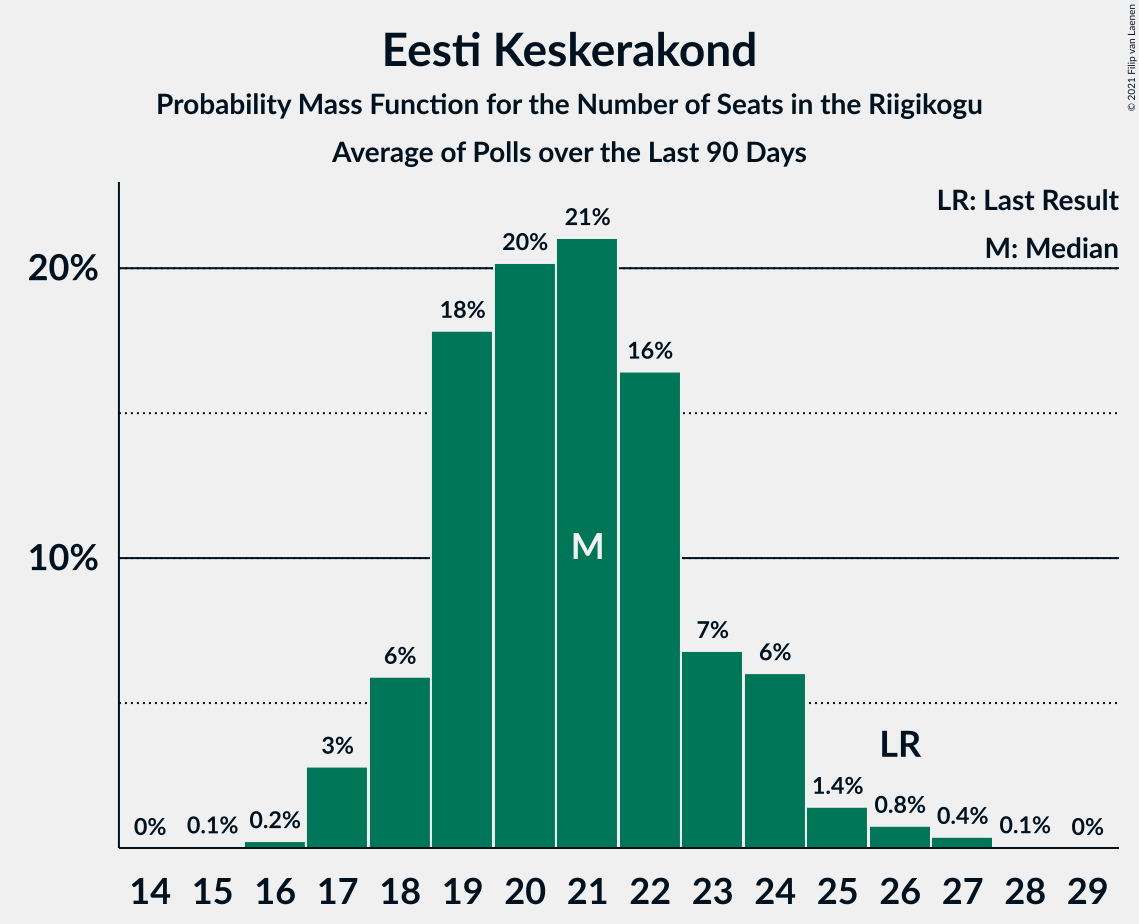 Eesti Keskerakond
Probability Mass Function for the Number of Seats in the Riigikogu
Average of Polls over the Last 90 Days
© 2021 Filip van Laenen
LR: Last Result
M: Median
20%
10%
0%
0.1%
0.2%
3%
6%
18%
20%
21%
16%
7%
6%
1.4%
0.8%
0.4%
0.1%
0%
M
LR
14 15 16 17 18 19 20 21 22 23 24 25 26 27 28 29